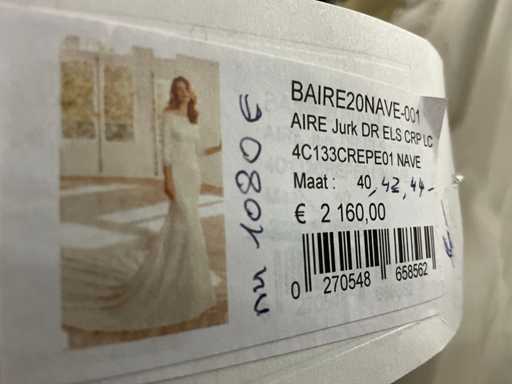 BAIRE20NAVE-001
AIRE Jurk DR ELS CRP LC
4C133CREPE01 NAVE
Maat : 40, 42, 44
€ 2 160,00
0 270548 658562
nu 1080 €